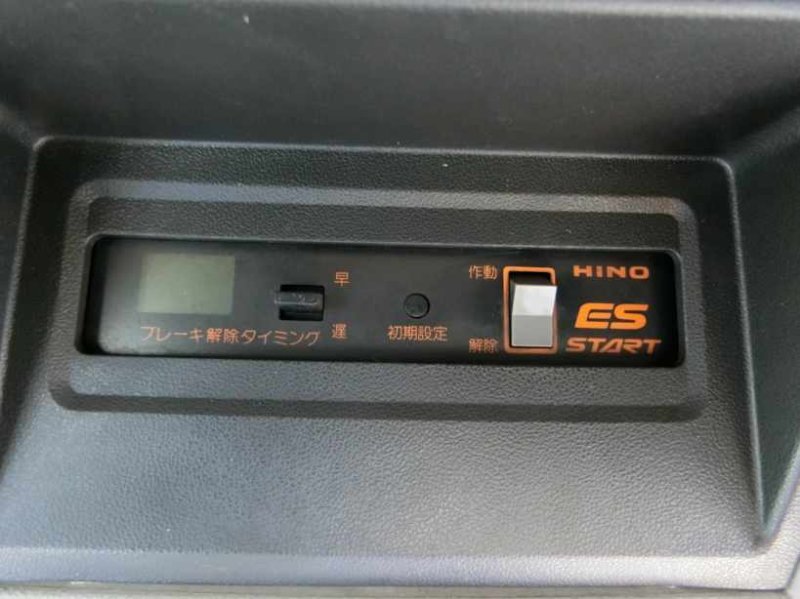 ブレーキ解除タイミング
早
遅
初期設定
作動
解除
HINO
ES
START